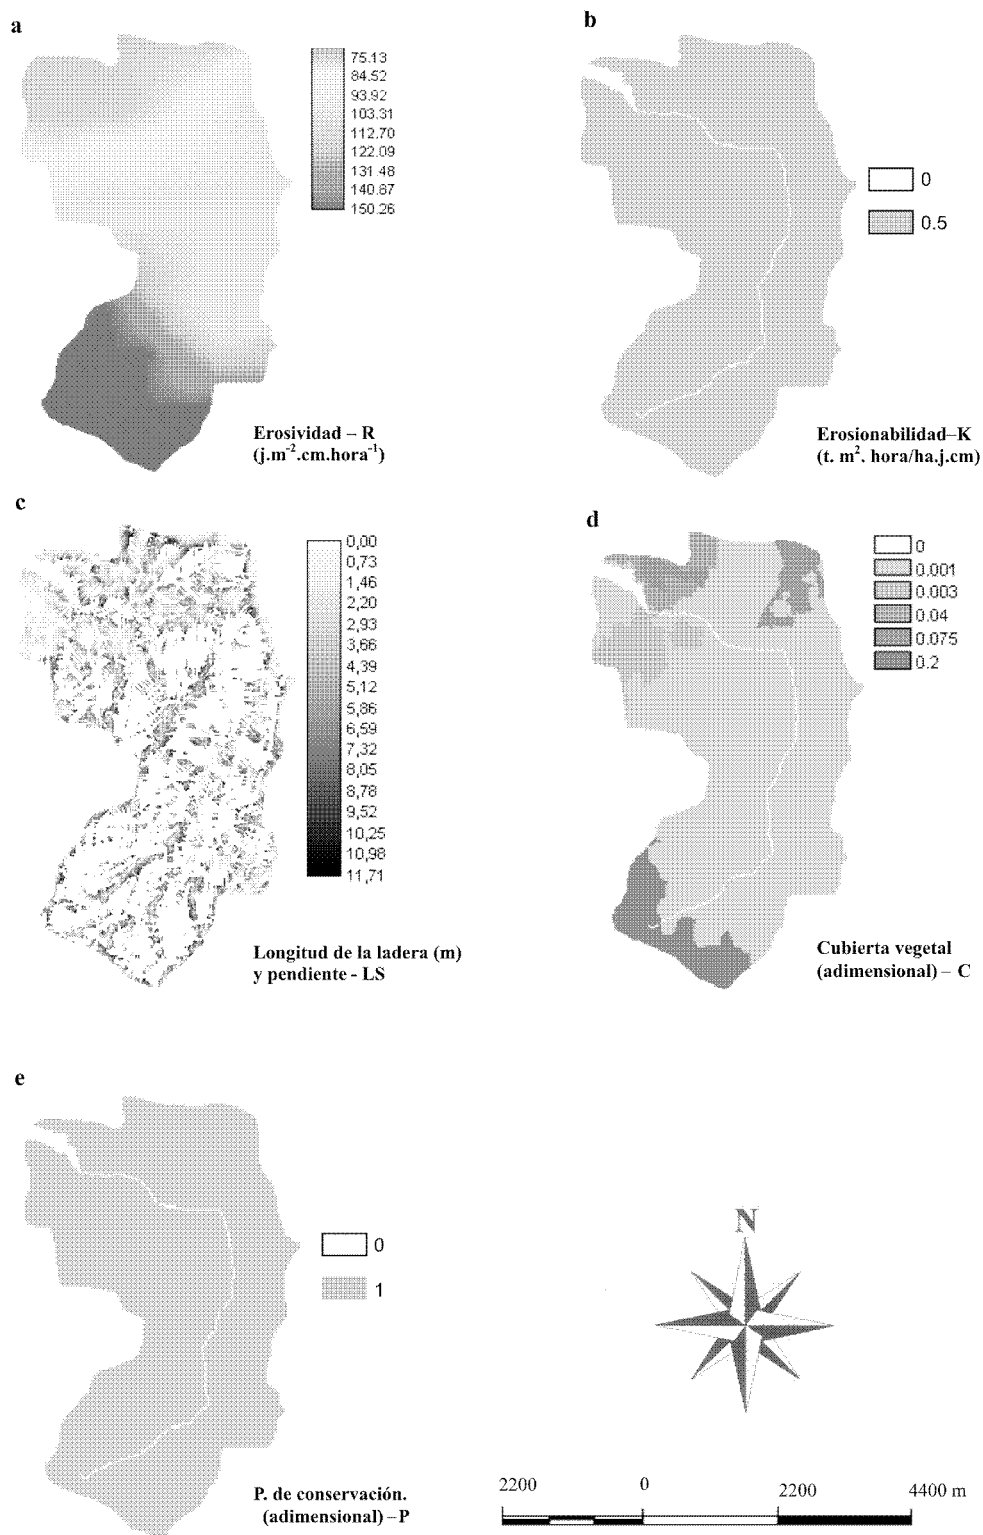 a
75.13
84.52
93.92
103.31
112.70
122.09
131.48
140.87
150.26
Erosividad – R
(j.m⁻².cm.hora⁻¹)
b
0
0.5
Erosionabilidad–K
(t. m². hora/ha.j.cm)
c
0,00
0,73
1,46
2,20
2,93
3,66
4,39
5,12
5,86
6,59
7,32
8,05
8,78
9,52
10,25
10,98
11,71
Longitud de la ladera (m)
y pendiente - LS
d
0
0.001
0.003
0.04
0.075
0.2
Cubierta vegetal
(adimensional) – C
e
0
1
P. de conservación.
(adimensional) – P
N
2200 0 2200 4400 m